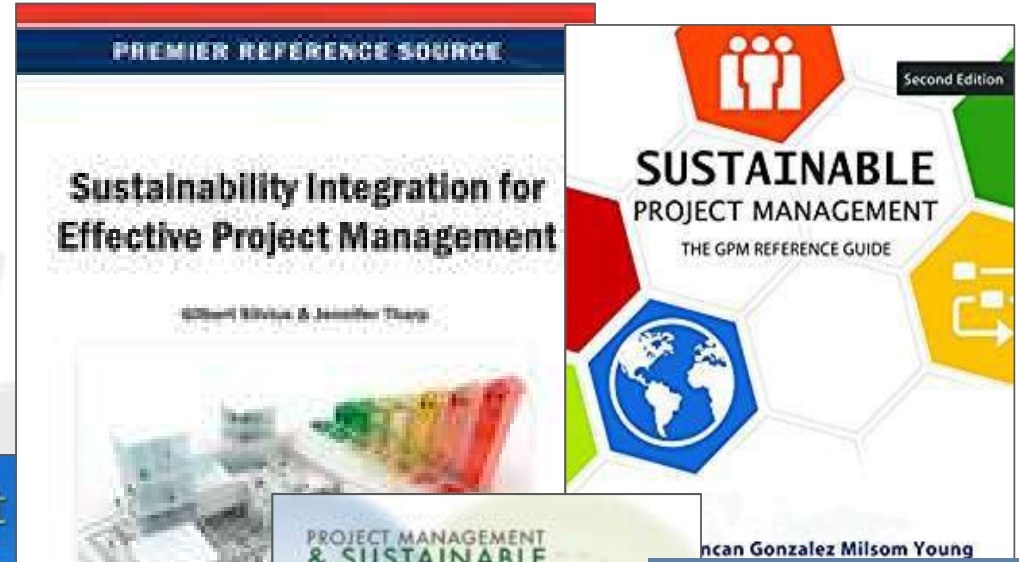 PREMIER REFERENCE SOURCE
Sustainability Integration for
Effective Project Management
Gilbert Silvius & Jennifer Tharp
Second Edition
SUSTAINABLE
PROJECT MANAGEMENT
THE GPM REFERENCE GUIDE
ncan Gonzalez Milsom Young
PROJECT MANAGEMENT
& SUSTAINABLE